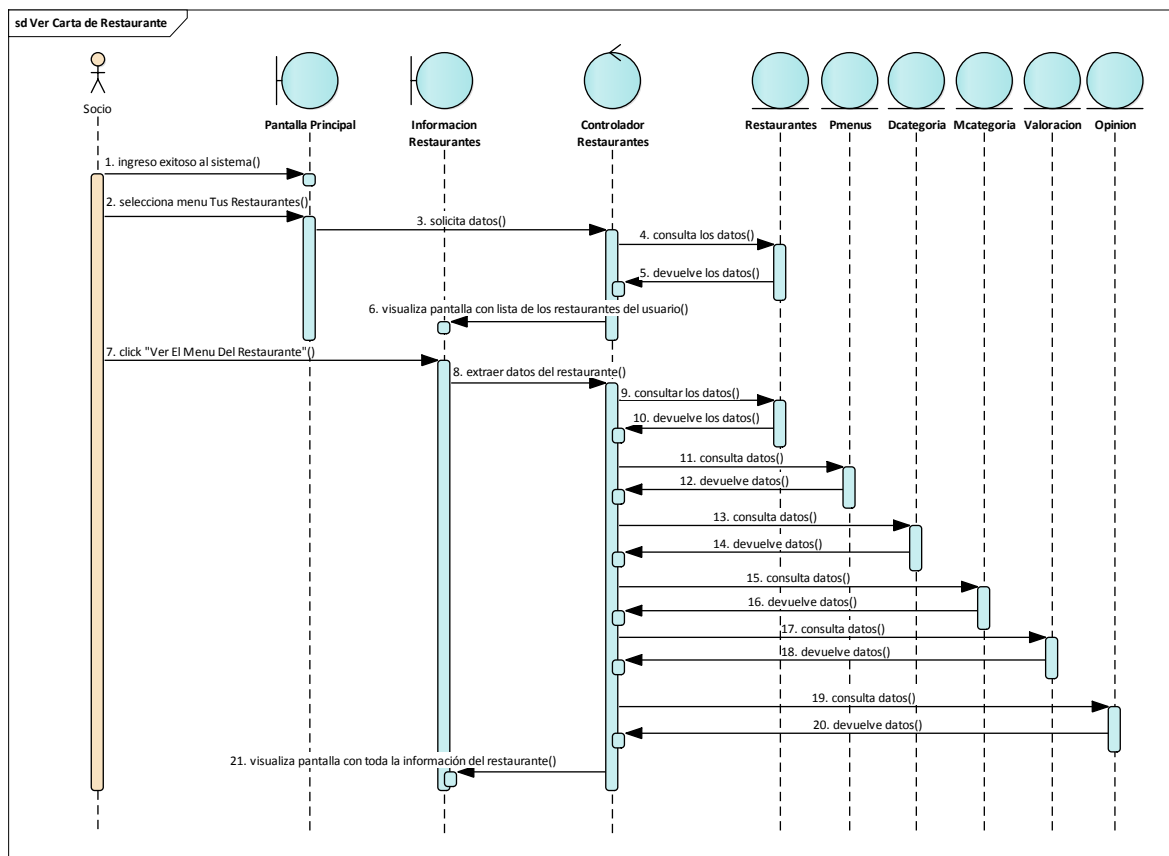 sd Ver Carta de Restaurante
Socio
Pantalla Principal
Informacion
Restaurantes
Controlador
Restaurantes
Restaurantes
Pmenus
Dcategoria
Mcategoria
Valoracion
Opinion
1. ingreso exitoso al sistema()
2. selecciona menu Tus Restaurantes()
3. solicita datos()
4. consulta los datos()
5. devuelve los datos()
6. visualiza pantalla con lista de los restaurantes del usuario()
7. click "Ver El Menu Del Restaurante"()
8. extraer datos del restaurante()
9. consultar los datos()
10. devuelve los datos()
11. consulta datos()
12. devuelve datos()
13. consulta datos()
14. devuelve datos()
15. consulta datos()
16. devuelve datos()
17. consulta datos()
18. devuelve datos()
19. consulta datos()
20. devuelve datos()
21. visualiza pantalla con toda la información del restaurante()